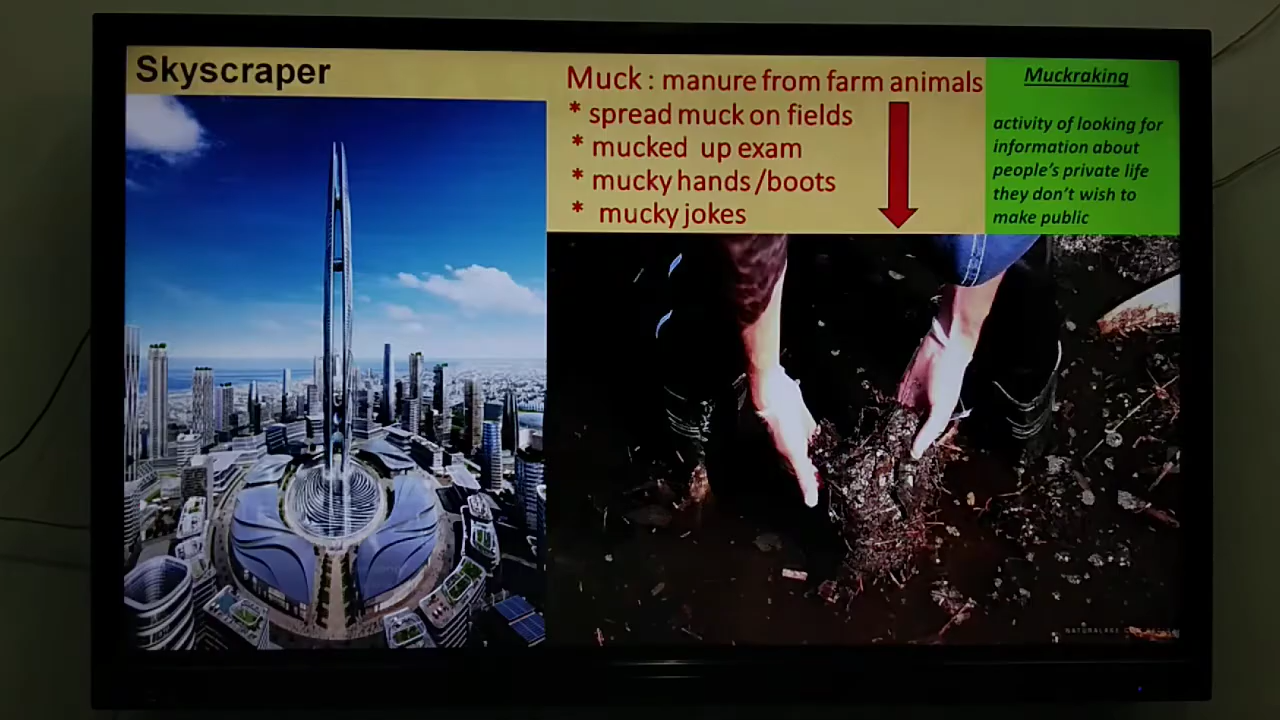 Skyscraper
Muck : manure from farm animals
* spread muck on fields
* mucked up exam
* mucky hands /boots
* mucky jokes
Muckraking
activity of looking for
information about
people's private life
they don't wish to
make public